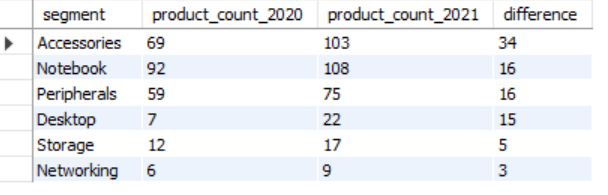 segment product_count_2020 product_count_2021 difference
Accessories 69 103 34
Notebook 92 108 16
Peripherals 59 75 16
Desktop 7 22 15
Storage 12 17 5
Networking 6 9 3